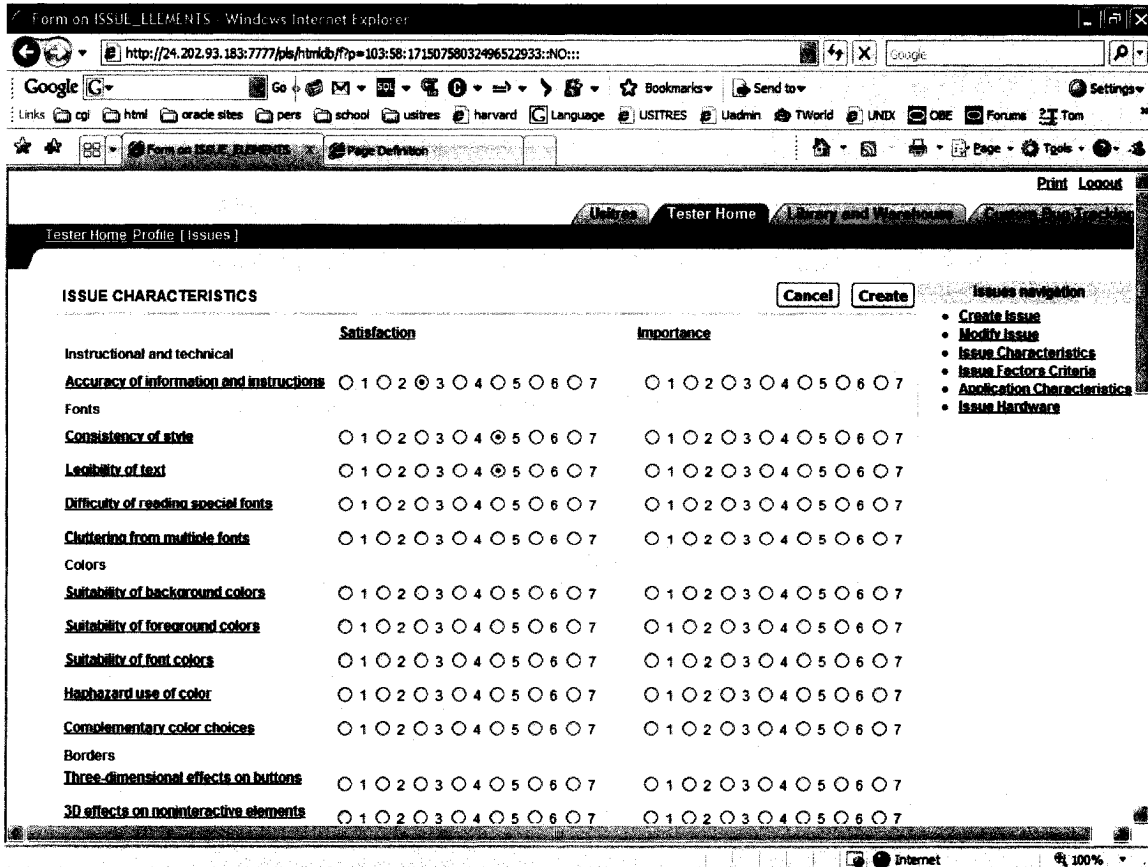 Form on ISSUE_ELEMENTS - Windows Internet Explorer
http://24.202.93.183:7777/pls/htmldb/f?p=103:58:17150758032496522933::NO:::
Google
Google G Go SQL Bookmarks Send to Settings
Links cgi html oracle sites pers school usitres harvard Language USITRES Uadmin TWorld UNIX OBE Forums Tom
Form on ISSUE_ELEMENTS Page Definition Page Tools
Print Logout
Usitres Tester Home Library and Warehouse Custom Bug Tracking
Tester Home Profile [ Issues ]
ISSUE CHARACTERISTICS Cancel Create Issues navigation
Create Issue
Modify Issue
Issue Characteristics
Issue Factors Criteria
Application Characteristics
Issue Hardware
Satisfaction Importance
Instructional and technical
Accuracy of information and instructions 1 2 3 4 5 6 7 1 2 3 4 5 6 7
Fonts
Consistency of style 1 2 3 4 5 6 7 1 2 3 4 5 6 7
Legibility of text 1 2 3 4 5 6 7 1 2 3 4 5 6 7
Difficulty of reading special fonts 1 2 3 4 5 6 7 1 2 3 4 5 6 7
Cluttering from multiple fonts 1 2 3 4 5 6 7 1 2 3 4 5 6 7
Colors
Suitability of background colors 1 2 3 4 5 6 7 1 2 3 4 5 6 7
Suitability of foreground colors 1 2 3 4 5 6 7 1 2 3 4 5 6 7
Suitability of font colors 1 2 3 4 5 6 7 1 2 3 4 5 6 7
Haphazard use of color 1 2 3 4 5 6 7 1 2 3 4 5 6 7
Complementary color choices 1 2 3 4 5 6 7 1 2 3 4 5 6 7
Borders
Three-dimensional effects on buttons 1 2 3 4 5 6 7 1 2 3 4 5 6 7
3D effects on noninteractive elements 1 2 3 4 5 6 7 1 2 3 4 5 6 7
Internet 100%